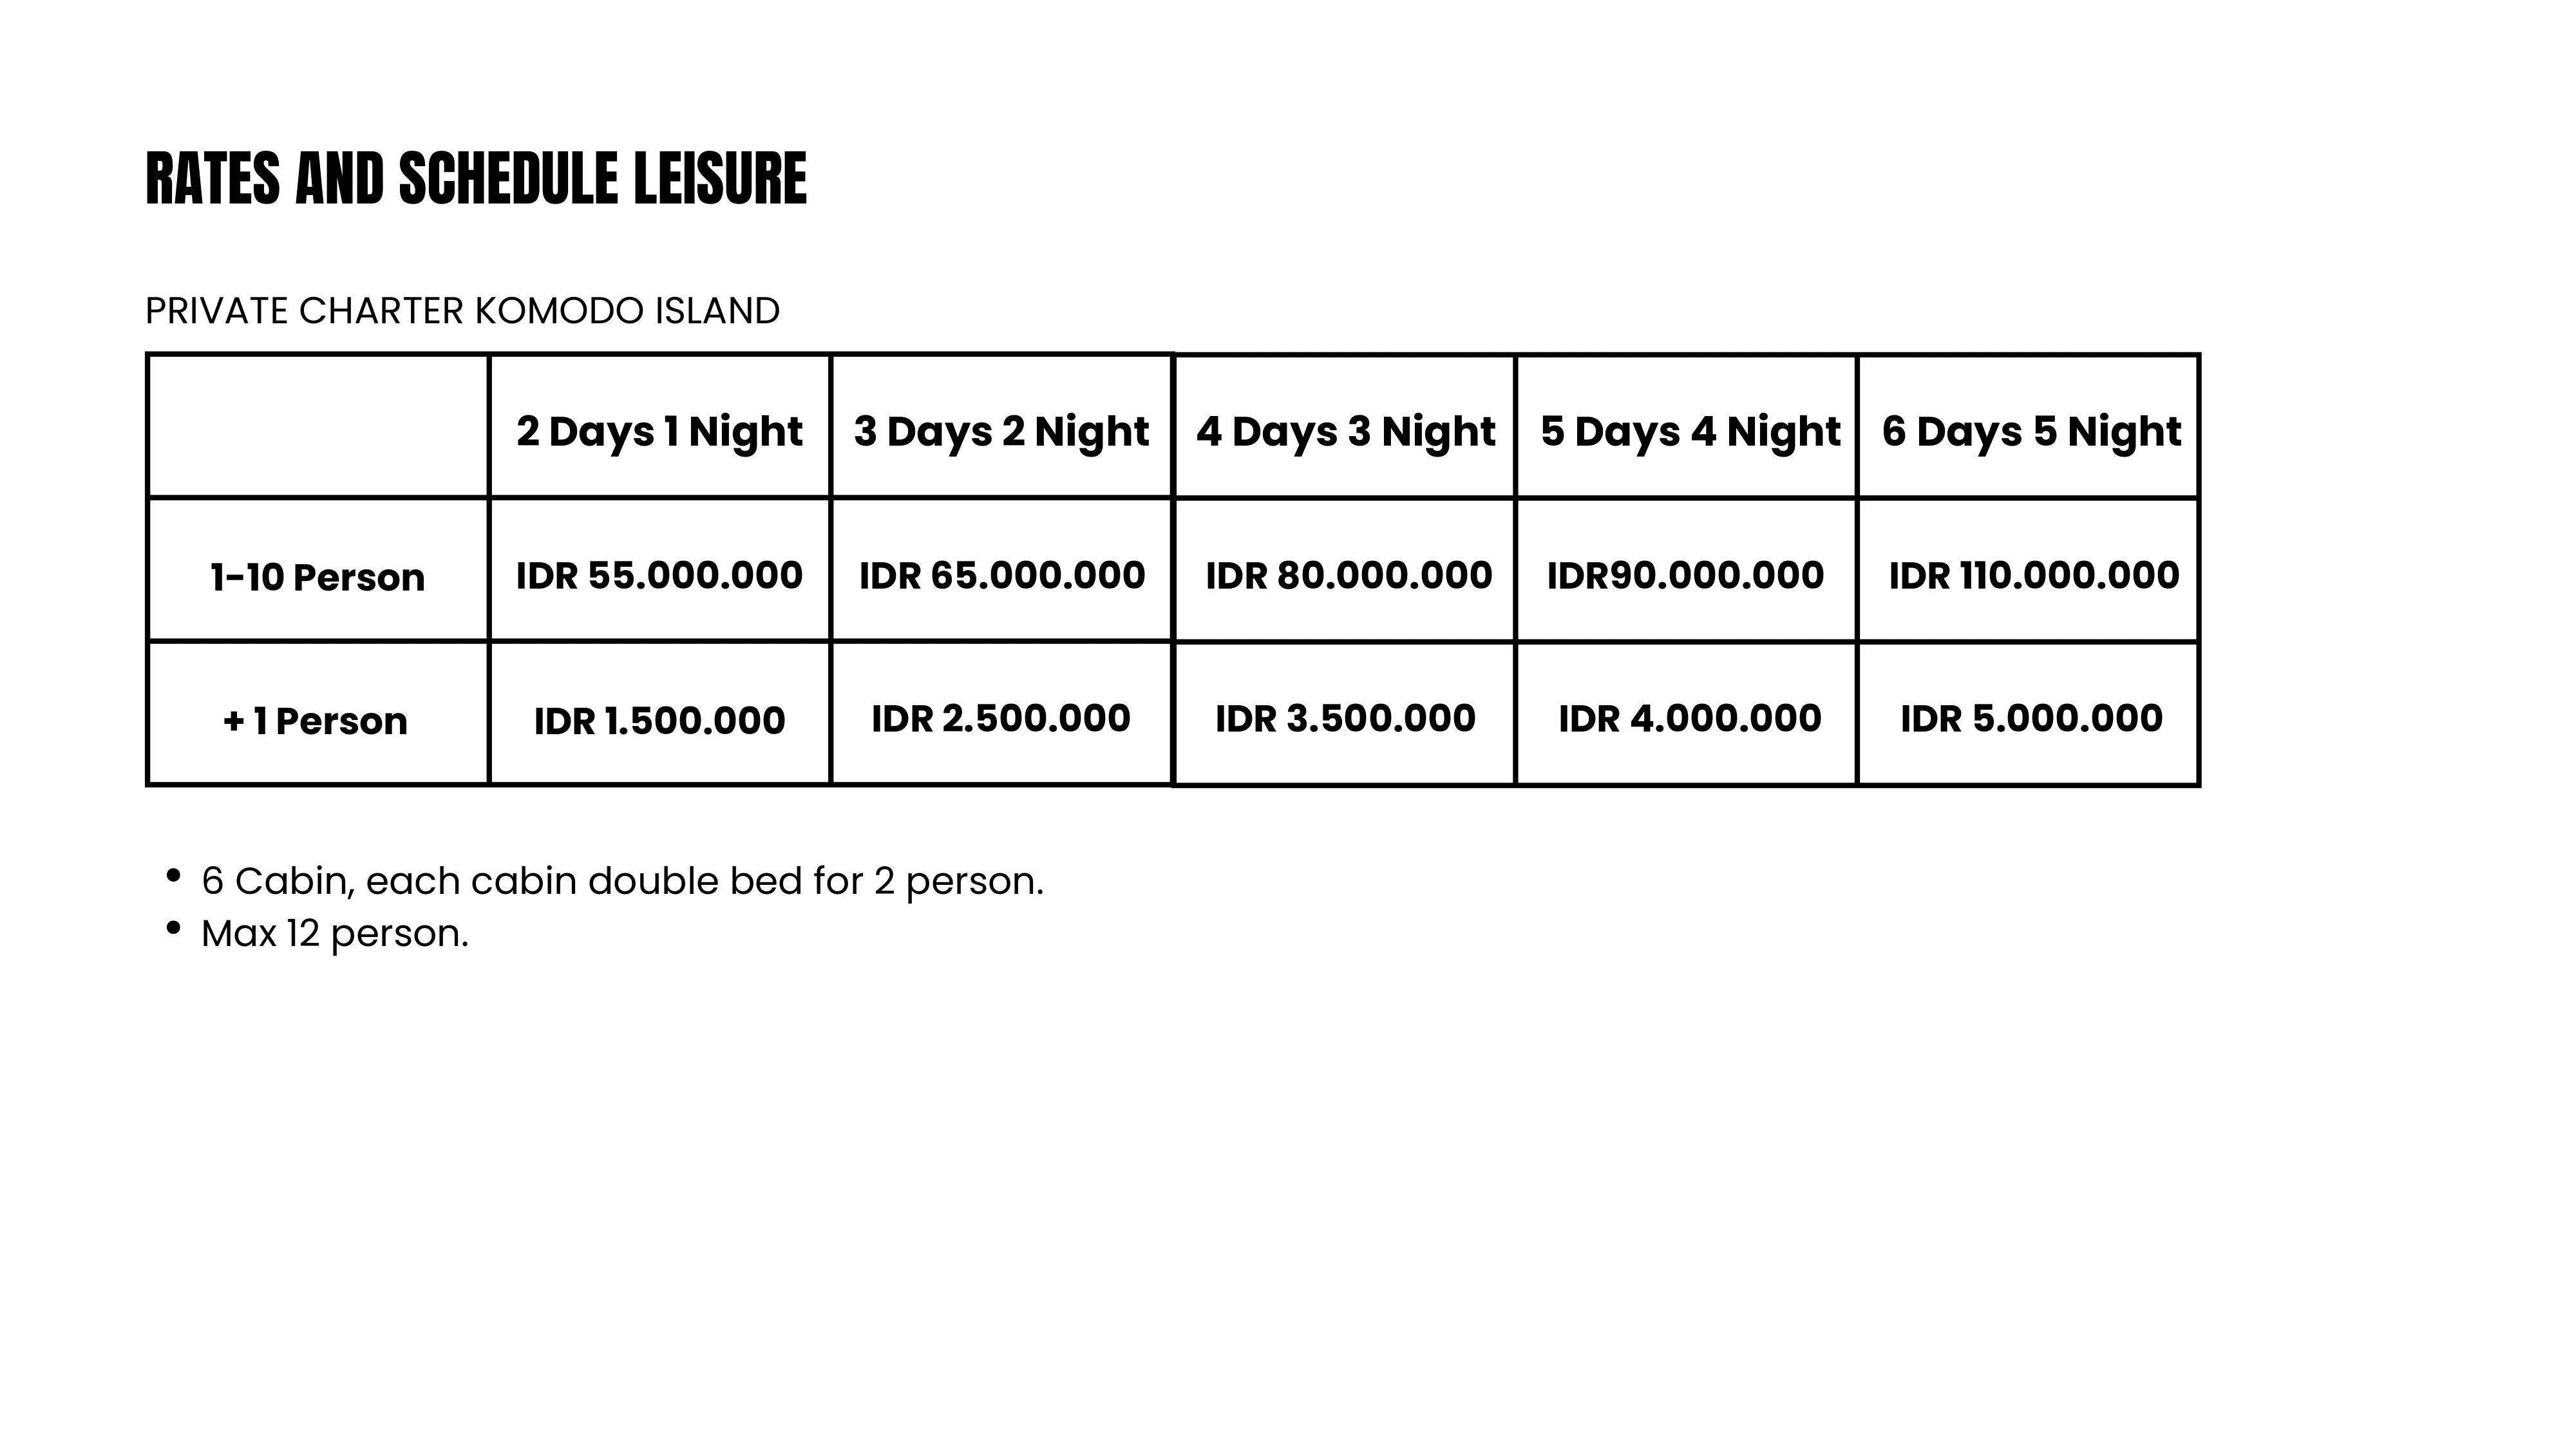 RATES AND SCHEDULE LEISURE
PRIVATE CHARTER KOMODO ISLAND
2 Days 1 Night 3 Days 2 Night 4 Days 3 Night 5 Days 4 Night 6 Days 5 Night
1-10 Person IDR 55.000.000 IDR 65.000.000 IDR 80.000.000 IDR90.000.000 IDR 110.000.000
+ 1 Person IDR 1.500.000 IDR 2.500.000 IDR 3.500.000 IDR 4.000.000 IDR 5.000.000
• 6 Cabin, each cabin double bed for 2 person.
• Max 12 person.